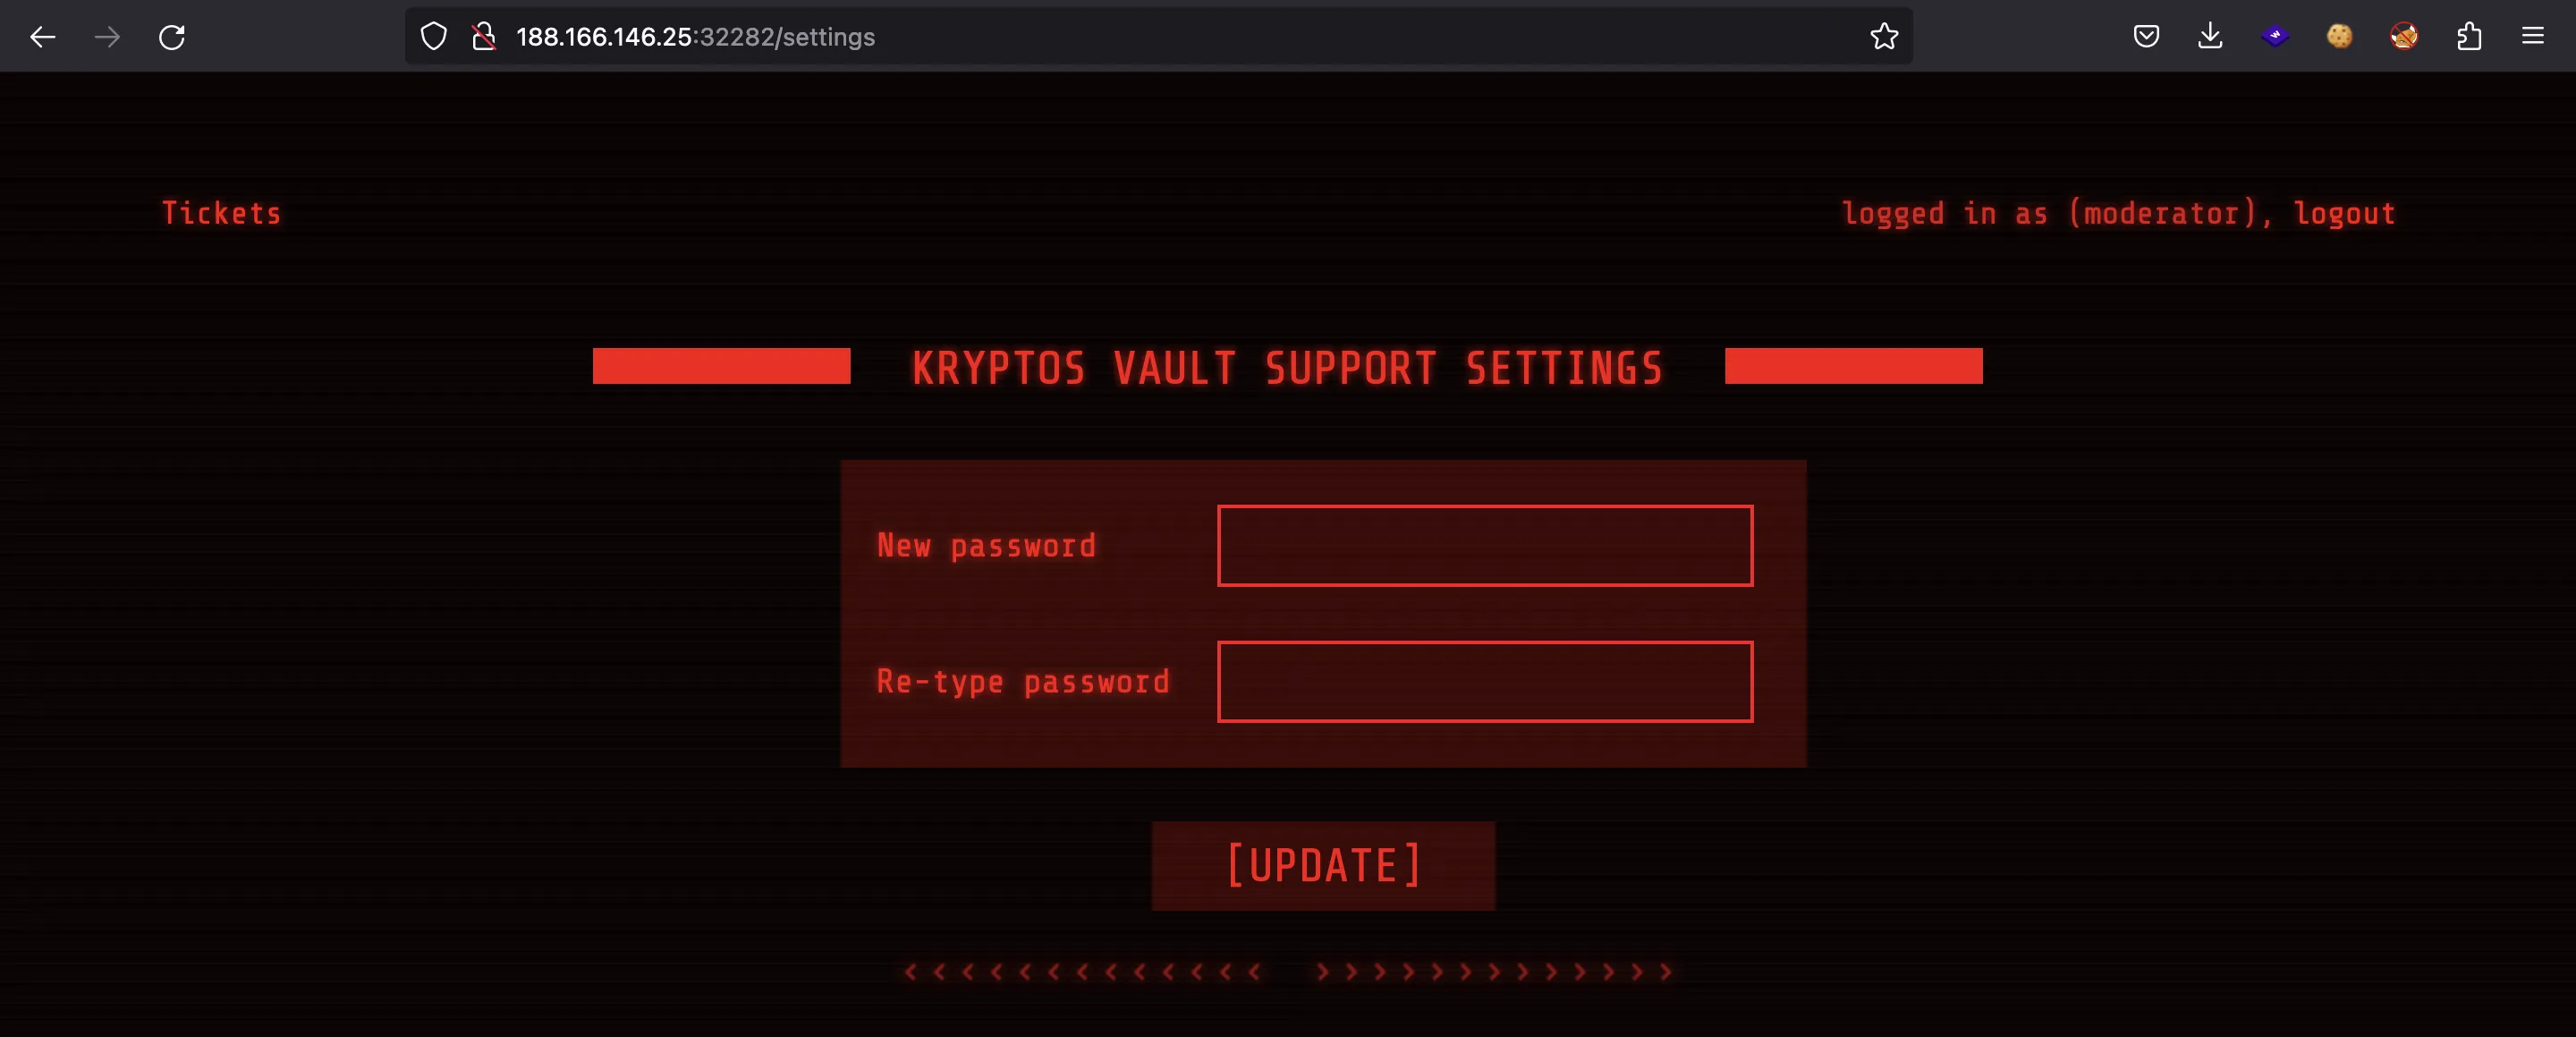 188.166.146.25:32282/settings
Tickets
logged in as (moderator), logout
KRYPTOS VAULT SUPPORT SETTINGS
New password
Re-type password
[UPDATE]
< < < < < < < < < < < < < > > > > > > > > > > > > >